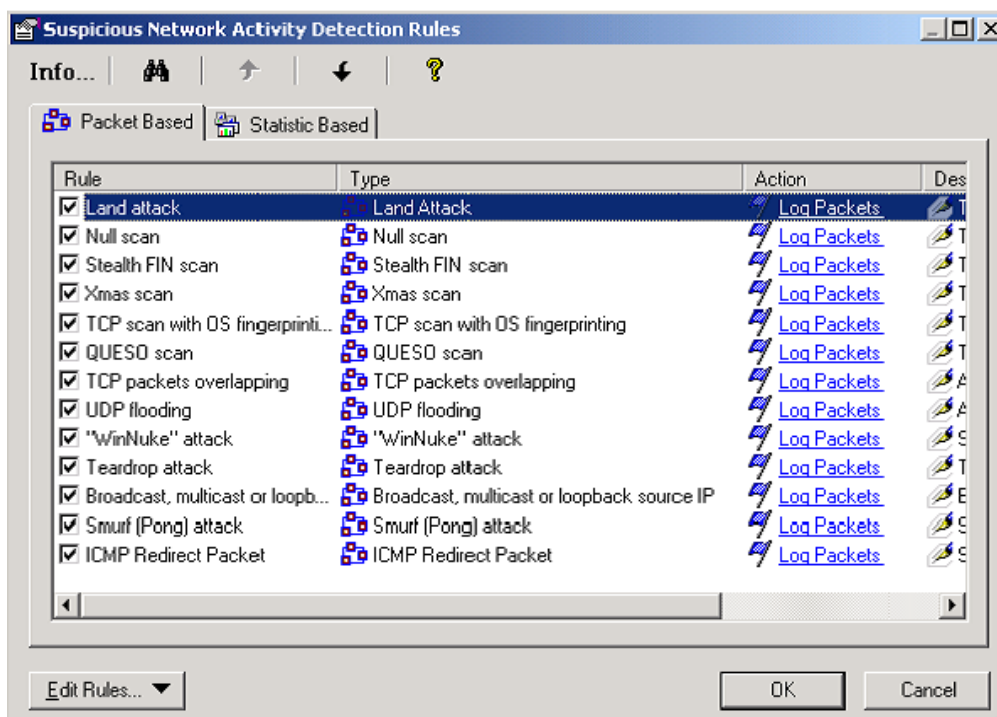 Suspicious Network Activity Detection Rules
Info...
Packet Based Statistic Based
Rule Type Action Des
Land attack Land Attack Log Packets T
Null scan Null scan Log Packets T
Stealth FIN scan Stealth FIN scan Log Packets T
Xmas scan Xmas scan Log Packets T
TCP scan with OS fingerprinti... TCP scan with OS fingerprinting Log Packets T
QUESO scan QUESO scan Log Packets T
TCP packets overlapping TCP packets overlapping Log Packets A
UDP flooding UDP flooding Log Packets A
"WinNuke" attack "WinNuke" attack Log Packets S
Teardrop attack Teardrop attack Log Packets T
Broadcast, multicast or loopb... Broadcast, multicast or loopback source IP Log Packets B
Smurf (Pong) attack Smurf (Pong) attack Log Packets S
ICMP Redirect Packet ICMP Redirect Packet Log Packets S
Edit Rules... OK Cancel